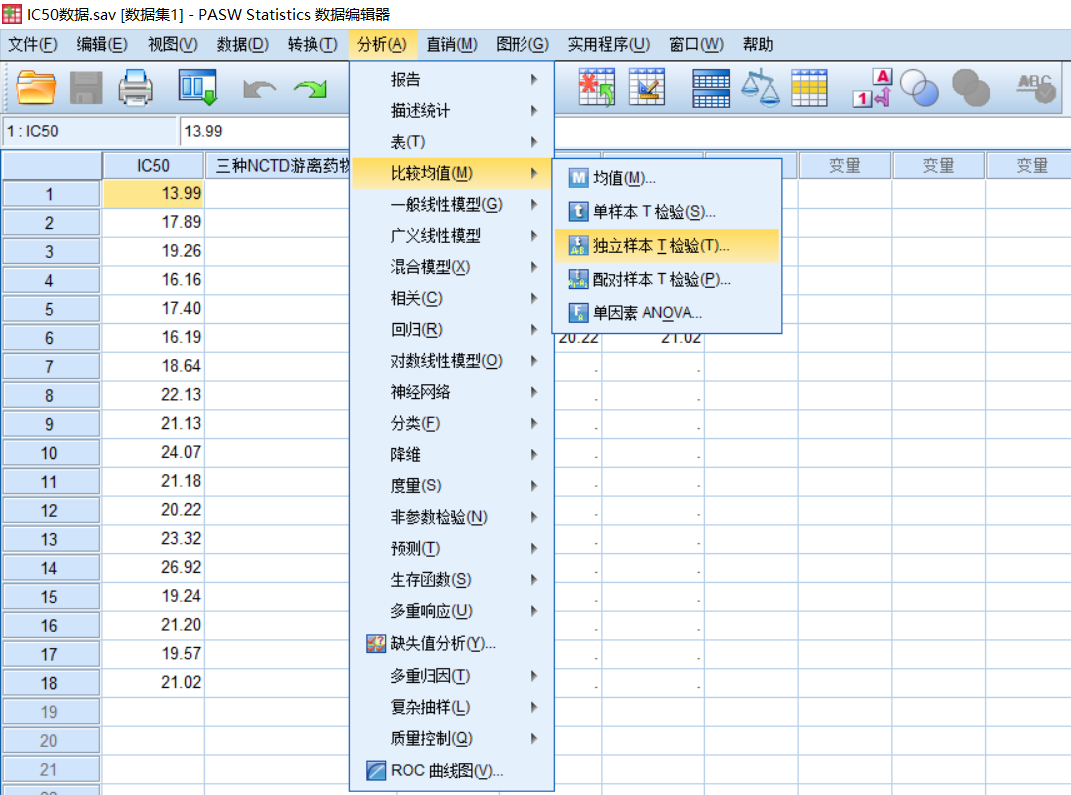 IC50数据.sav [数据集1] - PASW Statistics 数据编辑器
文件(F) 编辑(E) 视图(V) 数据(D) 转换(T) 分析(A) 直销(M) 图形(G) 实用程序(U) 窗口(W) 帮助
A
1
ABC
1 : IC50 13.99
IC50 三种NCTD游离药物 变量 变量 变量
1 13.99
2 17.89
3 19.26
4 16.16
5 17.40
6 16.19 20.22 21.02
7 18.64 . .
8 22.13 . .
9 21.13 . .
10 24.07 . .
11 21.18 . .
12 20.22 . .
13 23.32 . .
14 26.92 . .
15 19.24 . .
16 21.20 . .
17 19.57 . .
18 21.02 . .
19
20
21
报告
描述统计
表(T)
比较均值(M)
一般线性模型(G)
广义线性模型
混合模型(X)
相关(C)
回归(R)
对数线性模型(O)
神经网络
分类(F)
降维
度量(S)
非参数检验(N)
预测(T)
生存函数(S)
多重响应(U)
缺失值分析(Y)...
多重归因(T)
复杂抽样(L)
质量控制(Q)
ROC 曲线图(V)...
均值(M)...
单样本 T 检验(S)...
独立样本 T 检验(T)...
配对样本 T 检验(P)...
单因素 ANOVA...